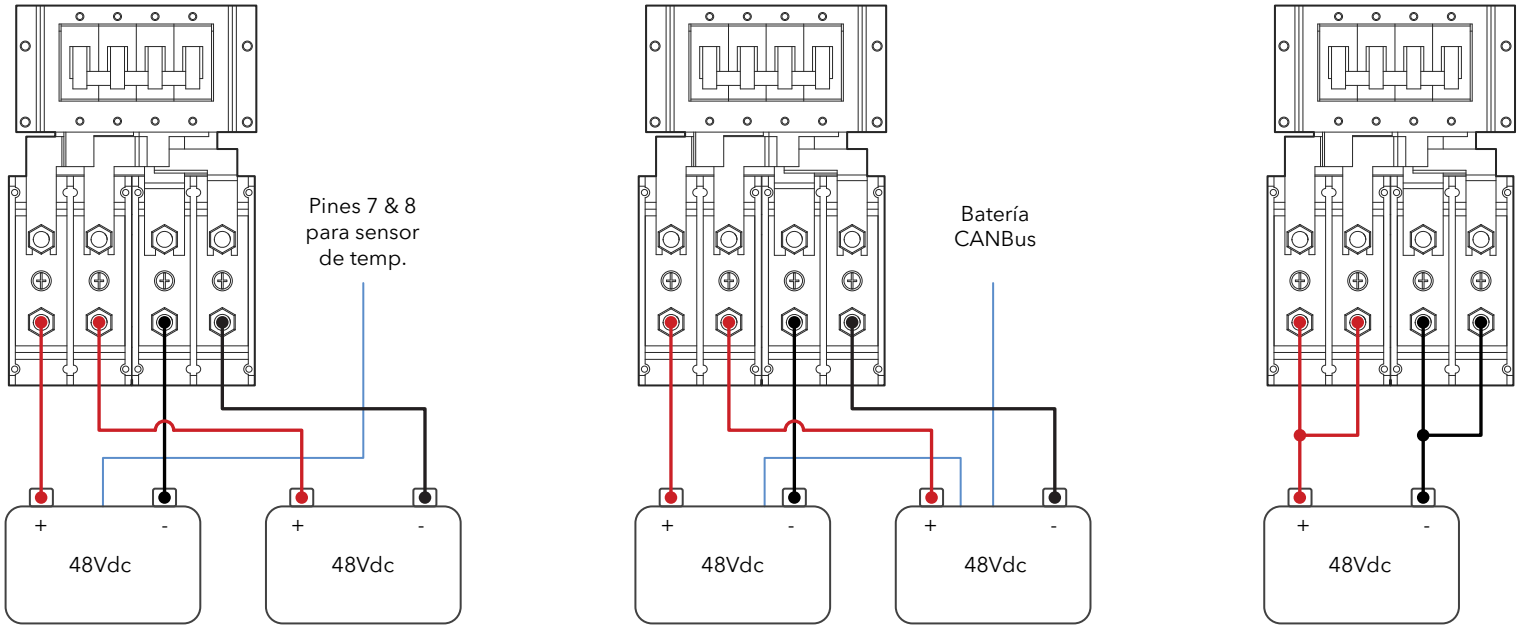 Pines 7 & 8
para sensor
de temp.
Batería
CANBus
+ -
48Vdc
+ -
48Vdc
+ -
48Vdc
+ -
48Vdc
+ -
48Vdc